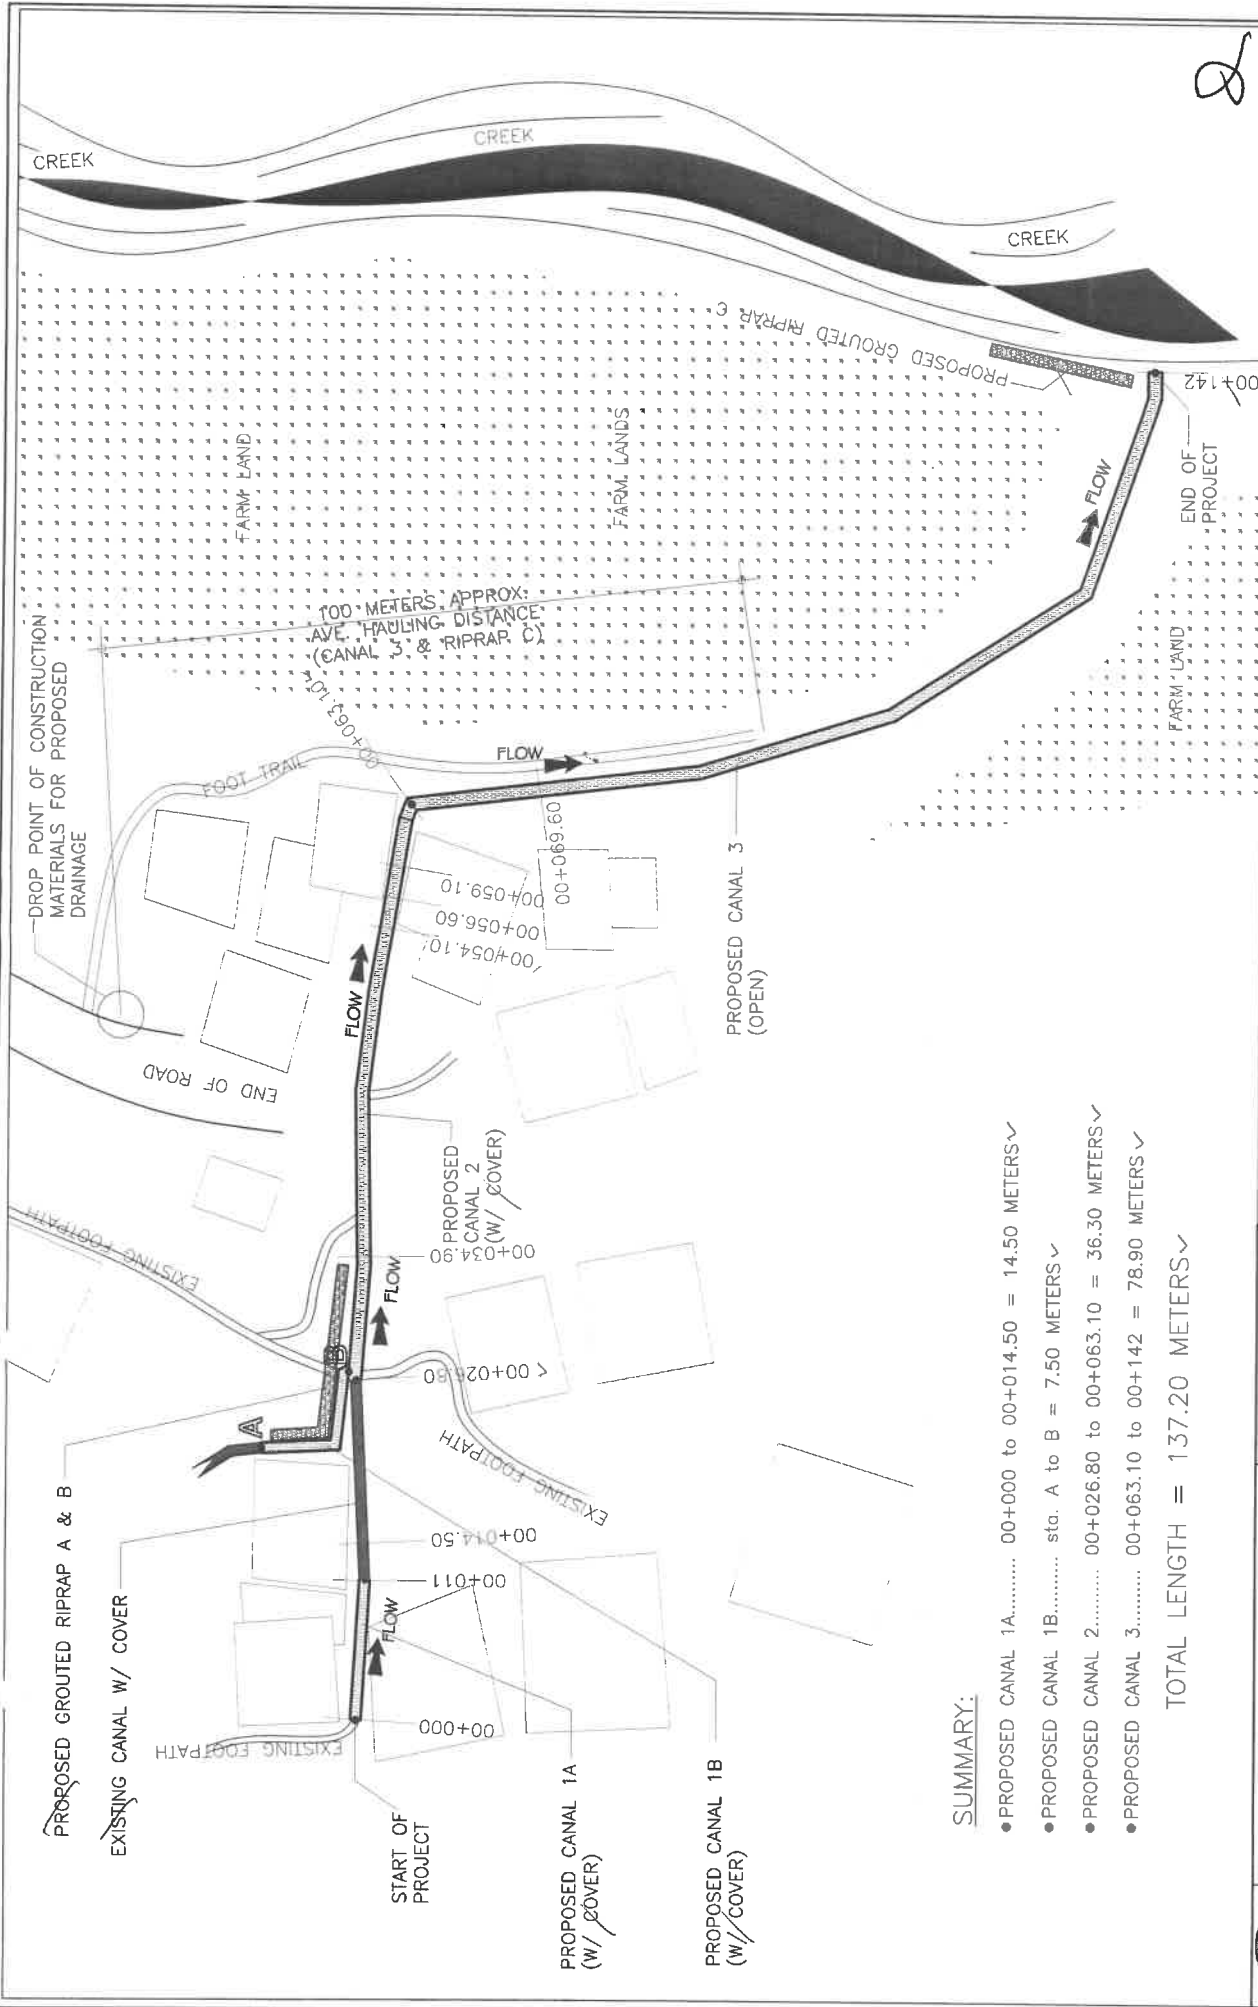 PROPOSED GROUTED RIPRAP A & B
EXISTING CANAL W/ COVER
START OF
PROJECT
PROPOSED CANAL 1A
(W/ COVER)
PROPOSED CANAL 1B
(W/ COVER)
EXISTING FOOTPATH
00+000
FLOW
00+011
00+014.50
A
B
EXISTING FOOTPATH
EXISTING FOOTPATH
00+026.80
FLOW
00+034.90
PROPOSED
CANAL 2
(W/ COVER)
END OF ROAD
DROP POINT OF CONSTRUCTION
MATERIALS FOR PROPOSED
DRAINAGE
FLOW
00+054.10
00+056.60
00+059.10
00+069.60
00+063.10
FOOT TRAIL
FLOW
PROPOSED CANAL 3
(OPEN)
100 METERS APPROX.
AVE. HAULING DISTANCE
(CANAL 3 & RIPRAP C)
FARM LAND
FARM LANDS
FARM LAND
FLOW
PROPOSED GROUTED RIPRAP C
END OF
PROJECT
00+142
CREEK
CREEK
CREEK
SUMMARY:
• PROPOSED CANAL 1A......... 00+000 to 00+014.50 = 14.50 METERS
• PROPOSED CANAL 1B.......... sta. A to B = 7.50 METERS
• PROPOSED CANAL 2.......... 00+026.80 to 00+063.10 = 36.30 METERS
• PROPOSED CANAL 3.......... 00+063.10 to 00+142 = 78.90 METERS
TOTAL LENGTH = 137.20 METERS